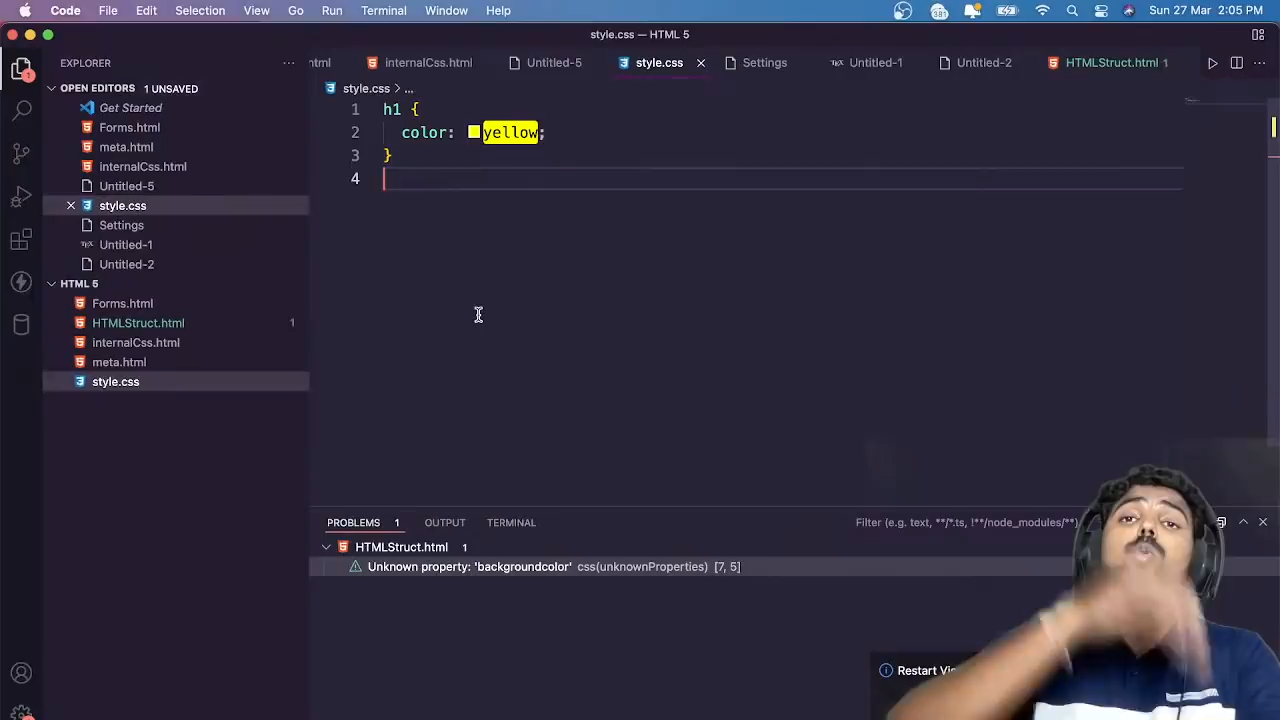 Code File Edit Selection View Go Run Terminal Window Help 381 Sun 27 Mar 2:05 PM
style.css — HTML 5
EXPLORER
html internalCss.html Untitled-5 style.css Settings Untitled-1 Untitled-2 HTMLStruct.html 1
OPEN EDITORS 1 UNSAVED
style.css > ...
Get Started
Forms.html
meta.html
internalCss.html
Untitled-5
style.css
Settings
Untitled-1
Untitled-2
HTML 5
Forms.html
HTMLStruct.html 1
internalCss.html
meta.html
style.css
1 h1 {
2 color: yellow;
3 }
4
PROBLEMS 1 OUTPUT TERMINAL Filter (e.g. text, **/*.ts, !**/node_modules/**)
HTMLStruct.html 1
Unknown property: 'backgroundcolor' css(unknownProperties) [7, 5]
Restart